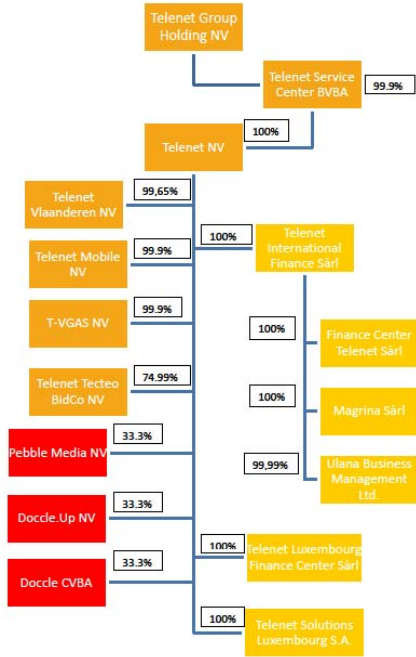 Telenet Group
Holding NV
Telenet Service
Center BVBA
99.9%
100%
Telenet NV
Telenet
Vlaanderen NV
99,65%
100%
Telenet
International
Finance Sàrl
Telenet Mobile
NV
99.9%
T-VGAS NV
99.9%
100%
Finance Center
Telenet Sàrl
Telenet Tecteo
BidCo NV
74.99%
100%
Magrina Sàrl
Pebble Media NV
33.3%
99,99%
Ulana Business
Management
Ltd.
Doccle.Up NV
33.3%
Doccle CVBA
33.3%
100%
Telenet Luxembourg
Finance Center Sàrl
100%
Telenet Solutions
Luxembourg S.A.